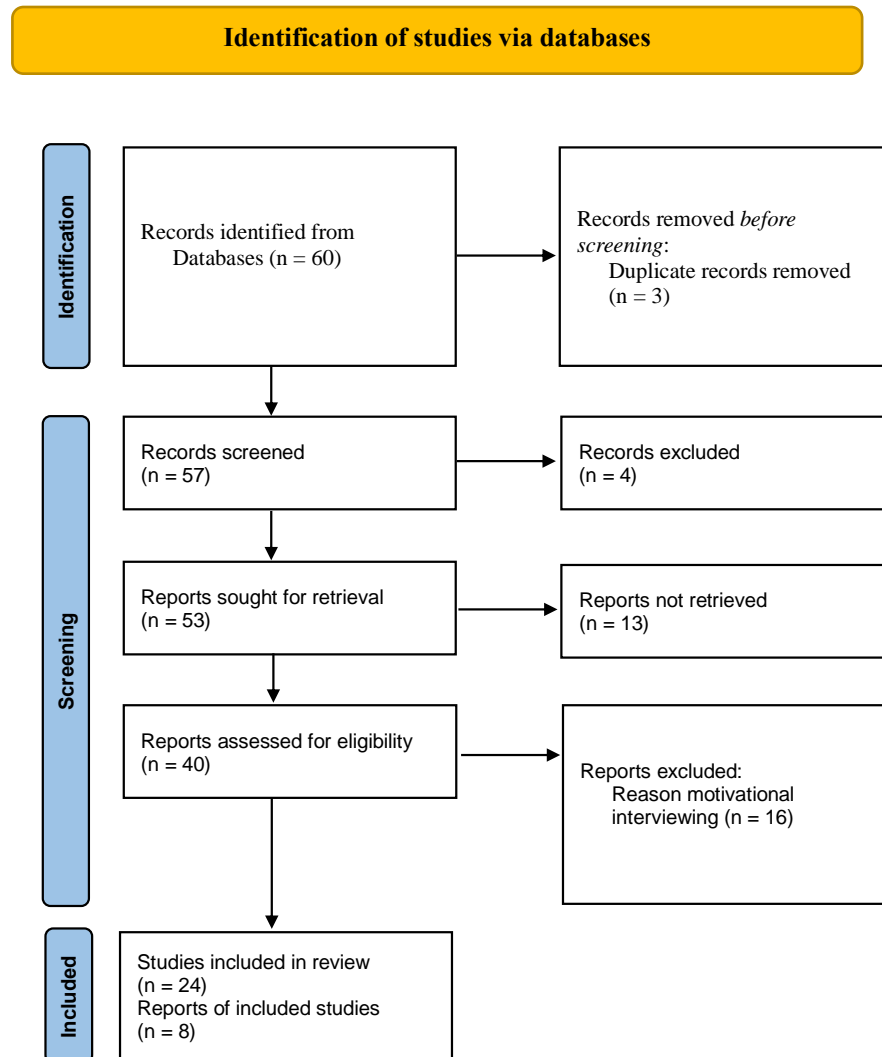 Identification of studies via databases
Identification
Records identified from
Databases (n = 60)
Records removed before
screening:
Duplicate records removed
(n = 3)
Screening
Records screened
(n = 57)
Records excluded
(n = 4)
Reports sought for retrieval
(n = 53)
Reports not retrieved
(n = 13)
Reports assessed for eligibility
(n = 40)
Reports excluded:
Reason motivational
interviewing (n = 16)
Included
Studies included in review
(n = 24)
Reports of included studies
(n = 8)